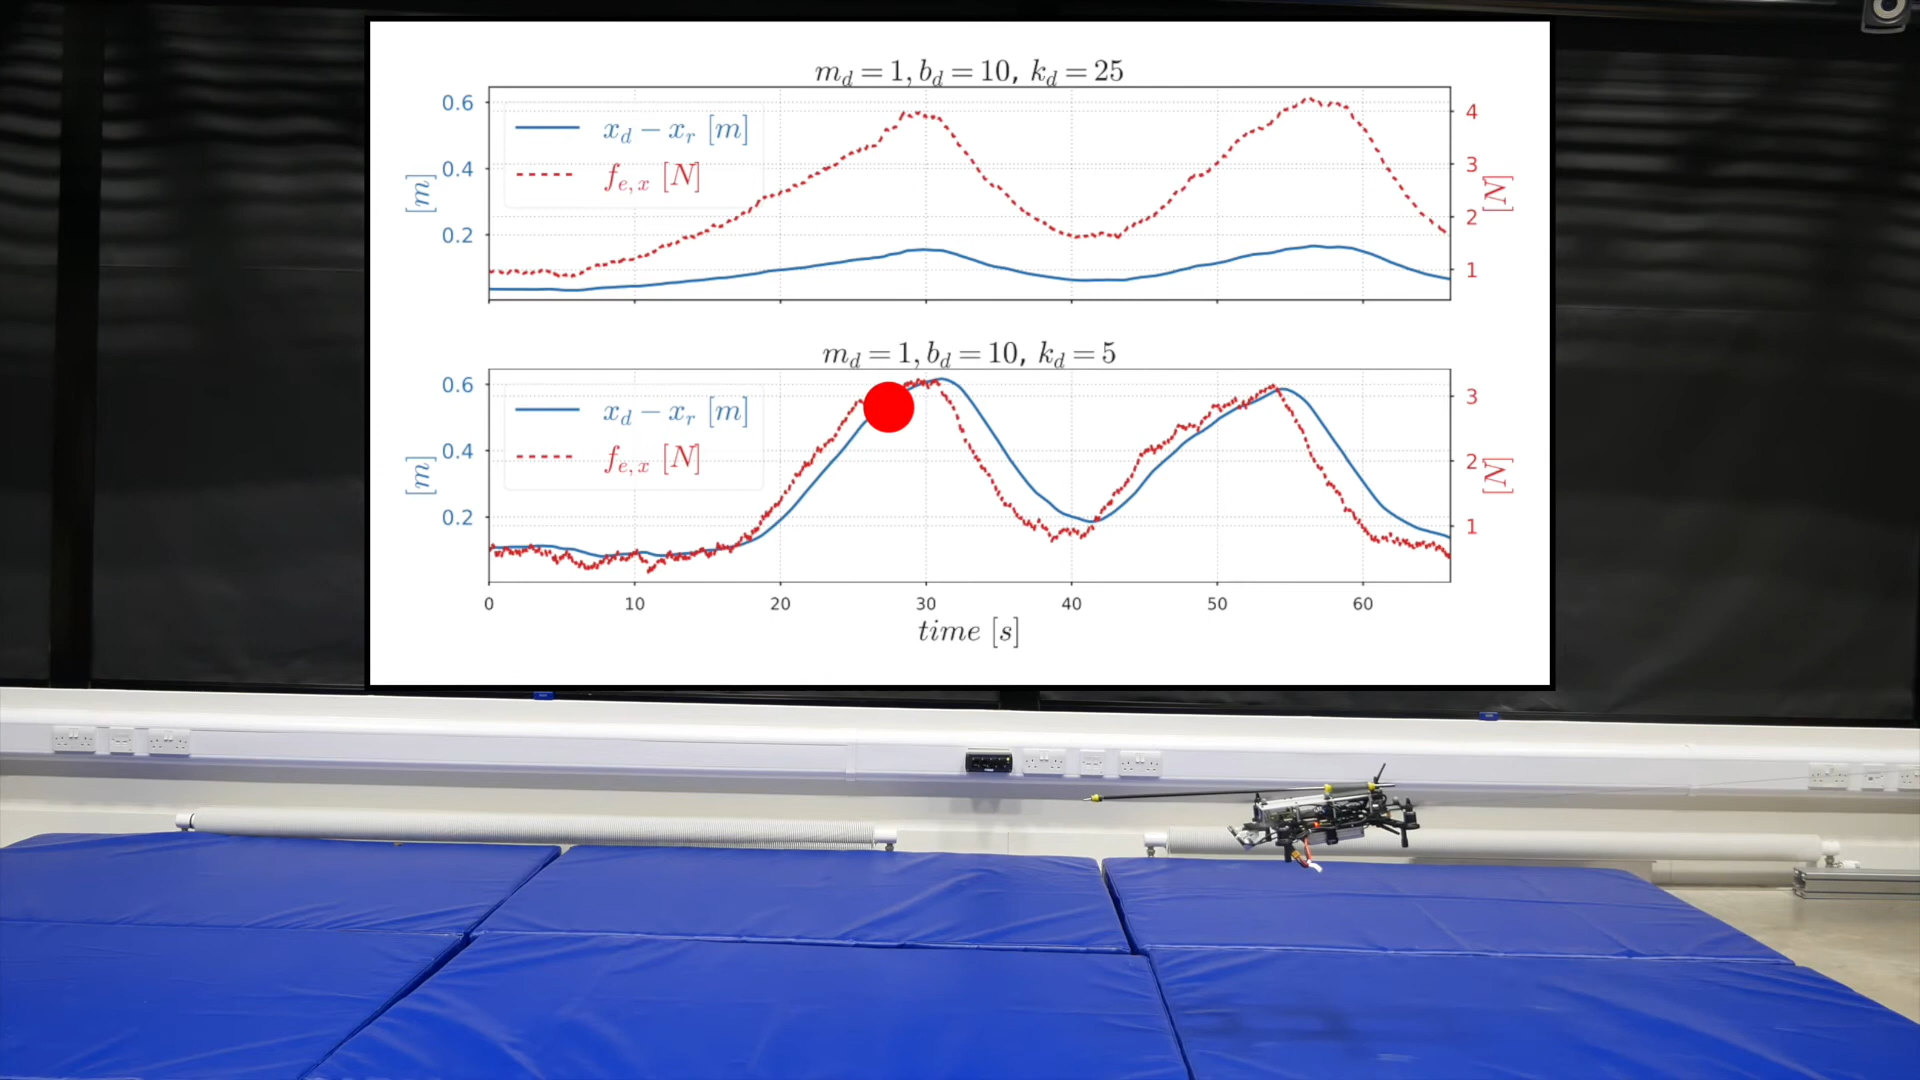 m_d = 1, b_d = 10, k_d = 25
0.6
0.4
0.2
[m]
x_d − x_r [m]
f_{e,x} [N]
4
3
2
1
[N]
m_d = 1, b_d = 10, k_d = 5
0.6
0.4
0.2
[m]
x_d − x_r [m]
f_{e,x} [N]
3
2
1
[N]
0 10 20 30 40 50 60
time [s]